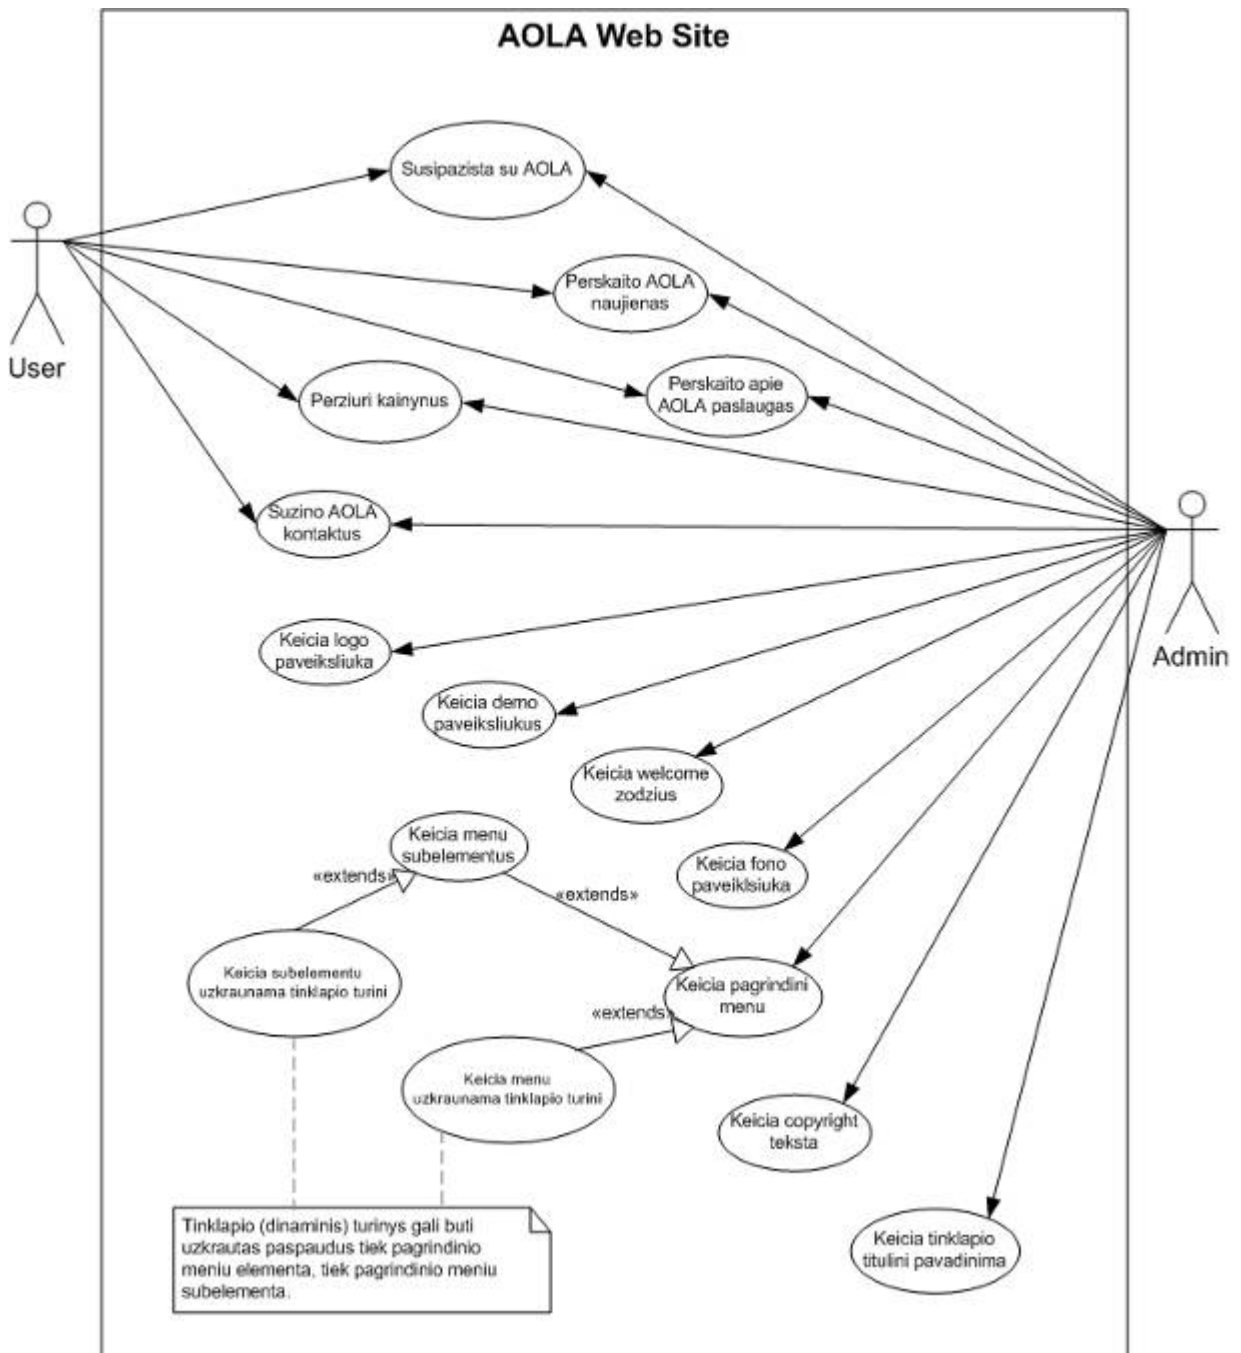 AOLA Web Site
Susipazista su AOLA
Perskaito AOLA
naujienas
User
Perziuri kainynus
Perskaito apie
AOLA paslaugas
Suzino AOLA
kontaktus
Keicia logo
paveiksliuka
Admin
Keicia demo
paveiksliukus
Keicia welcome
zodzius
Keicia menu
subelementus
Keicia fono
paveiklsiuka
«extends»
«extends»
Keicia subelementu
uzkraunama tinklapio turini
Keicia pagrindini
menu
«extends»
Keicia menu
uzkraunama tinklapio turini
Keicia copyright
teksta
Tinklapio (dinaminis) turinys gali buti
uzkrautas paspaudus tiek pagrindinio
meniu elementa, tiek pagrindinio meniu
subelementa.
Keicia tinklapio
titulini pavadinima